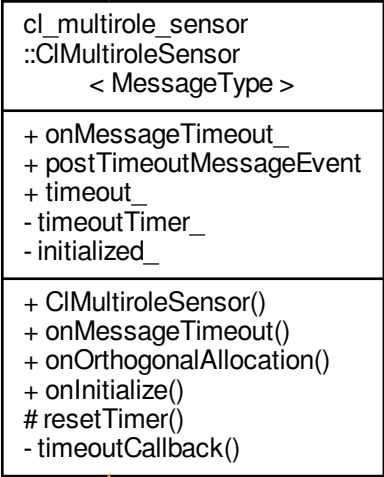 cl_multirole_sensor
::ClMultiroleSensor
< MessageType >
+ onMessageTimeout_
+ postTimeoutMessageEvent
+ timeout_
- timeoutTimer_
- initialized_
+ ClMultiroleSensor()
+ onMessageTimeout()
+ onOrthogonalAllocation()
+ onInitialize()
# resetTimer()
- timeoutCallback()